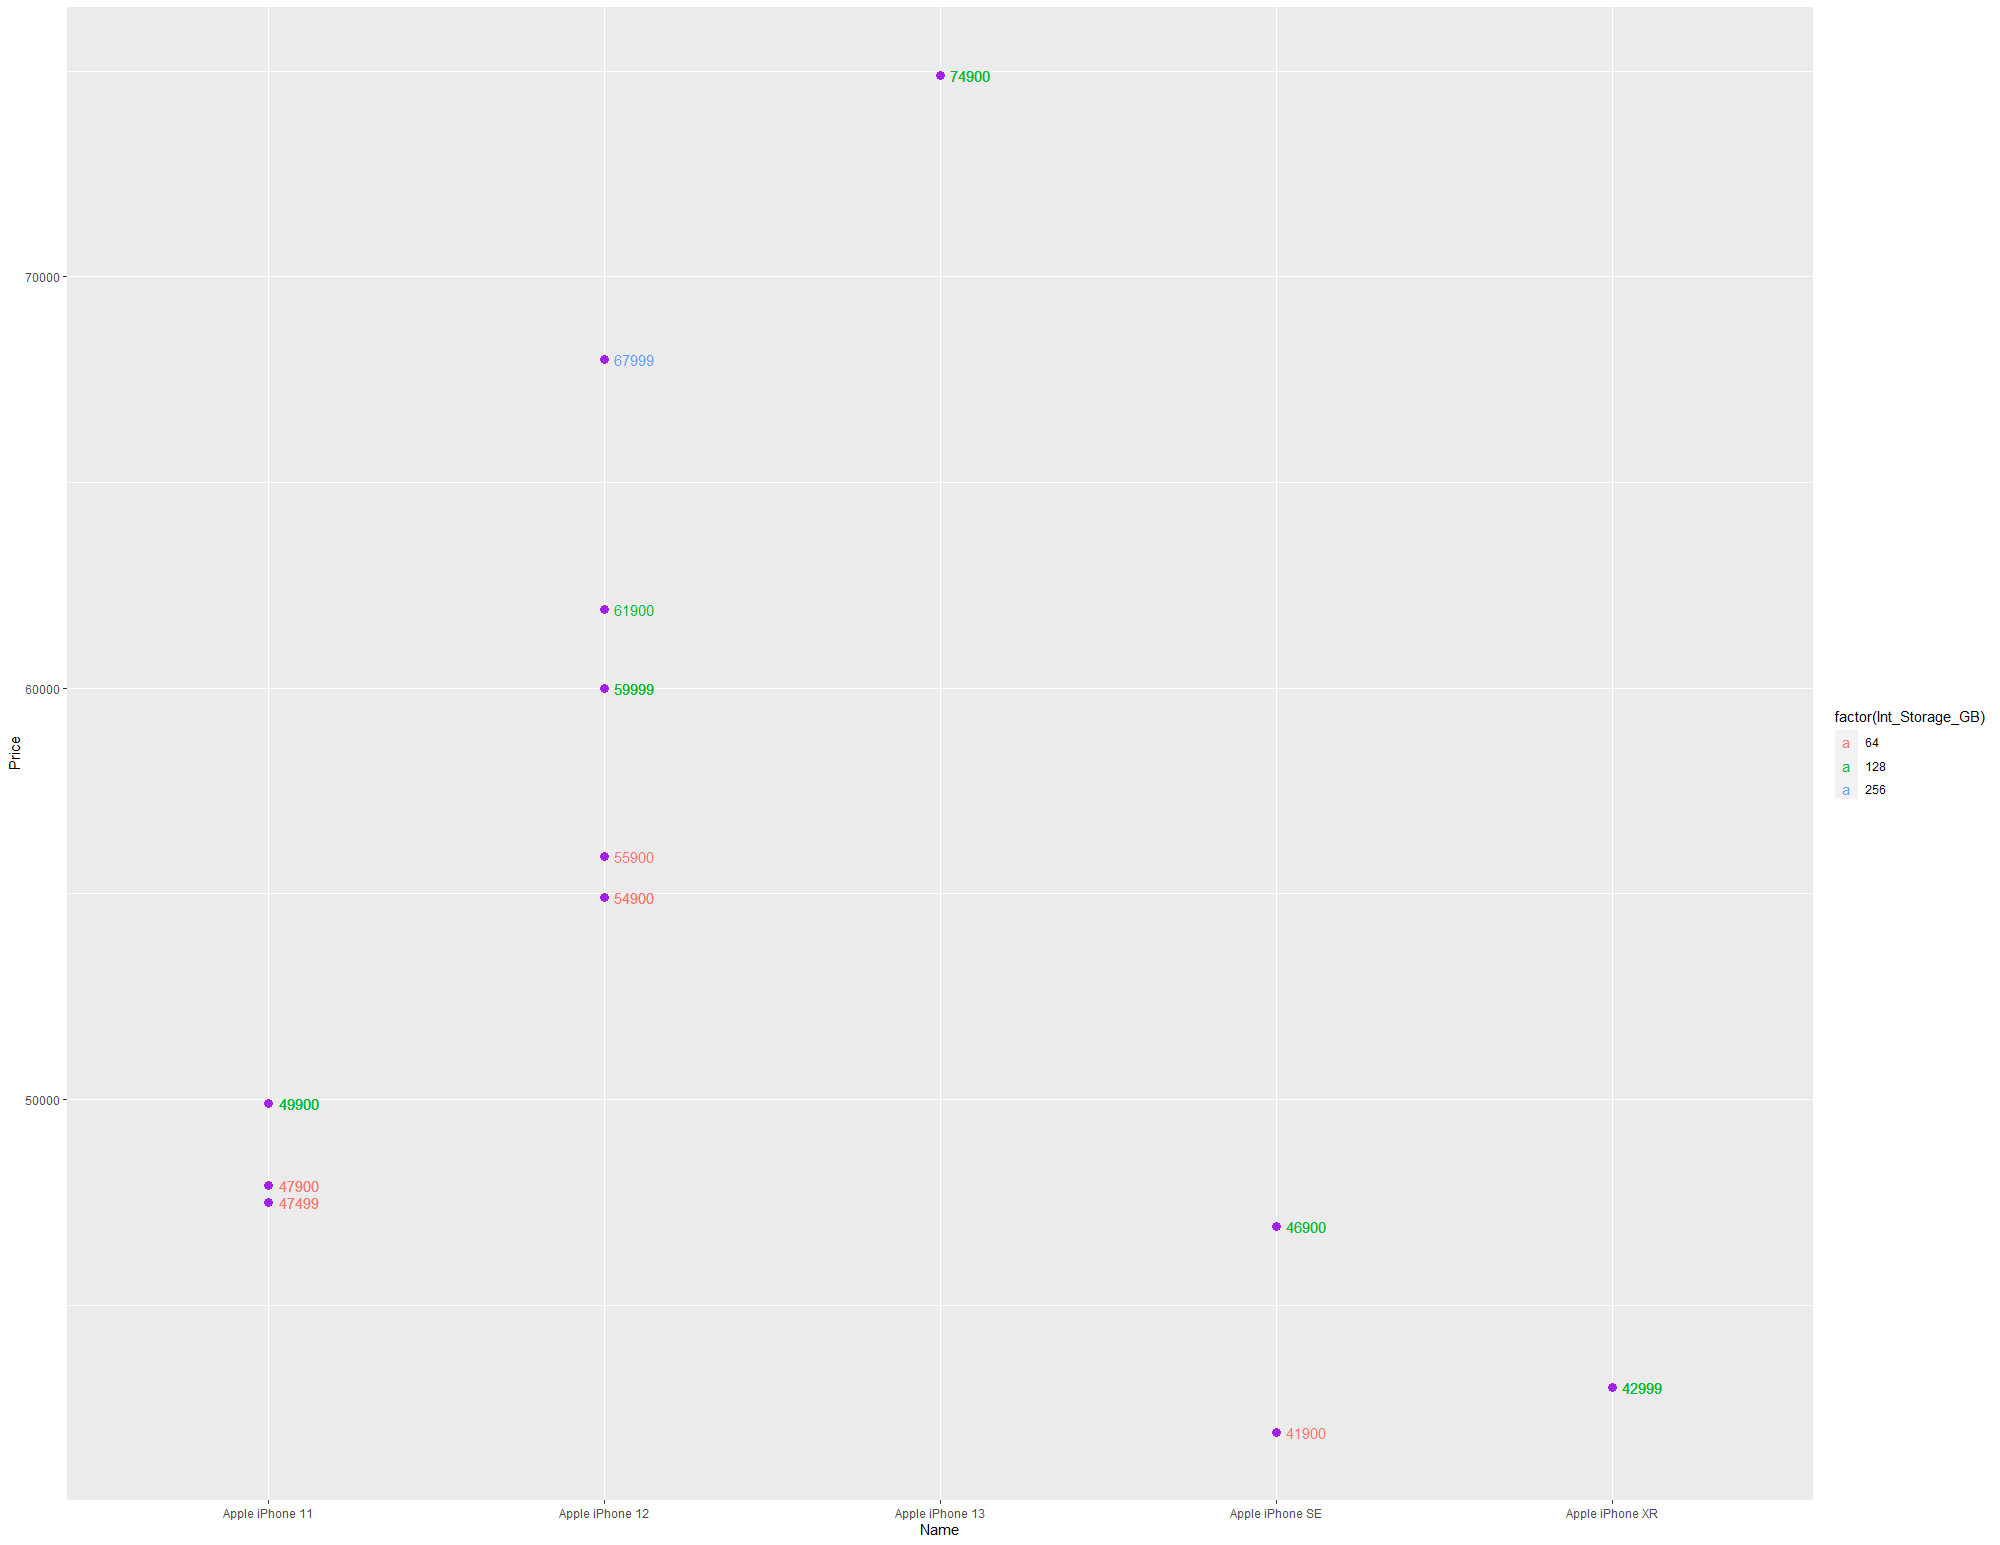 74900
70000
67999
61900
60000
59999
55900
54900
50000
49900
47900
47499
46900
42999
41900
Price
Apple iPhone 11
Apple iPhone 12
Apple iPhone 13
Apple iPhone SE
Apple iPhone XR
Name
factor(Int_Storage_GB)
a 64
a 128
a 256